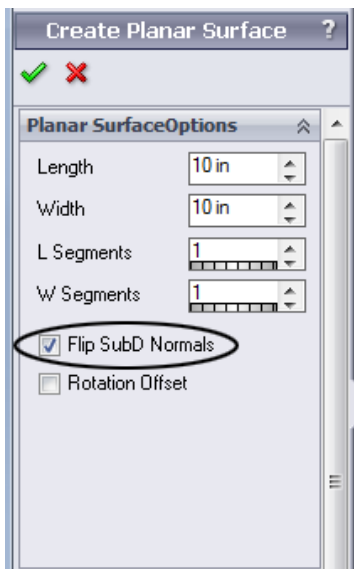 Create Planar Surface ?
Planar SurfaceOptions
Length 10 in
Width 10 in
L Segments 1
W Segments 1
Flip SubD Normals
Rotation Offset